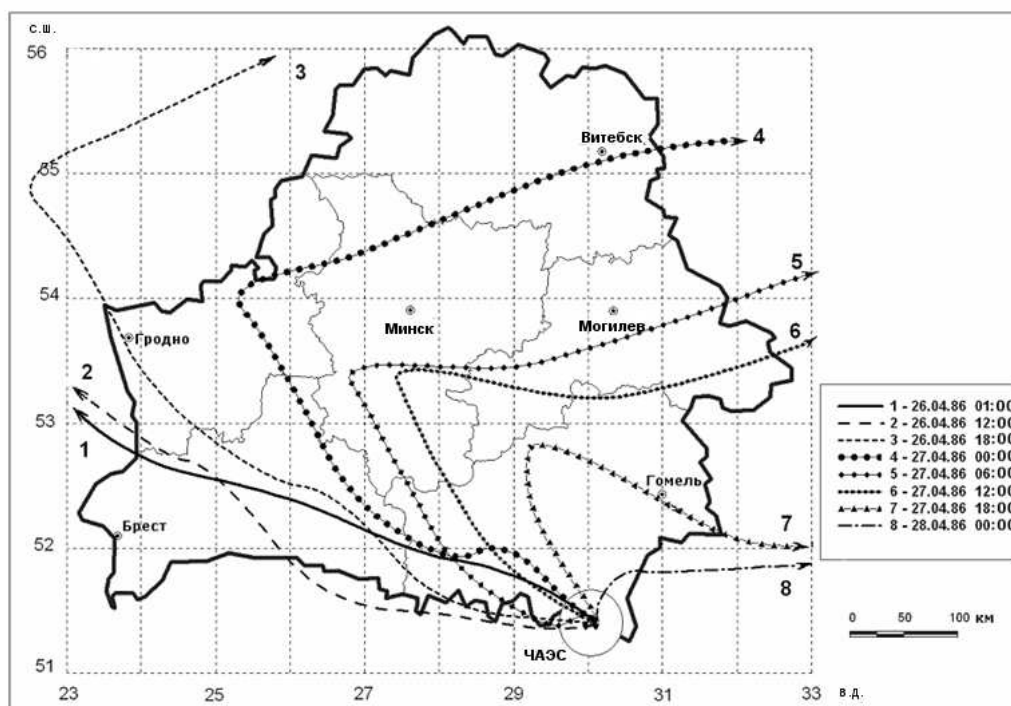 с.ш.
56
3
4
Витебск
55
5
54
Минск
Могилев
Гродно
6
2
53
1
1 - 26.04.86 01:00
2 - 26.04.86 12:00
3 - 26.04.86 18:00
4 - 27.04.86 00:00
5 - 27.04.86 06:00
6 - 27.04.86 12:00
7 - 27.04.86 18:00
8 - 28.04.86 00:00
Гомель
Брест
52
7
8
0 50 100 км
ЧАЭС
51
23 25 27 29 31 33 в.д.